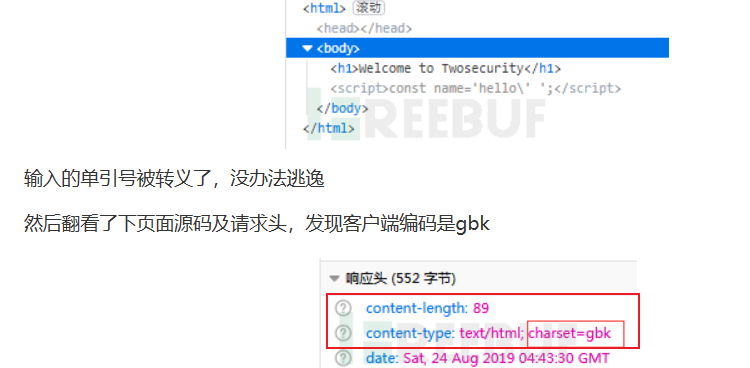 <html> 滚动
<head></head>
<body>
<h1>Welcome to Twosecurity</h1>
<script>const name='hello\' ';</script>
</body>
</html>
REEBUF
输入的单引号被转义了，没办法逃逸
然后翻看了下页面源码及请求头，发现客户端编码是gbk
响应头 (552 字节)
? content-length: 89
? content-type: text/html; charset=gbk
REEBUF
? date: Sat, 24 Aug 2019 04:43:30 GMT